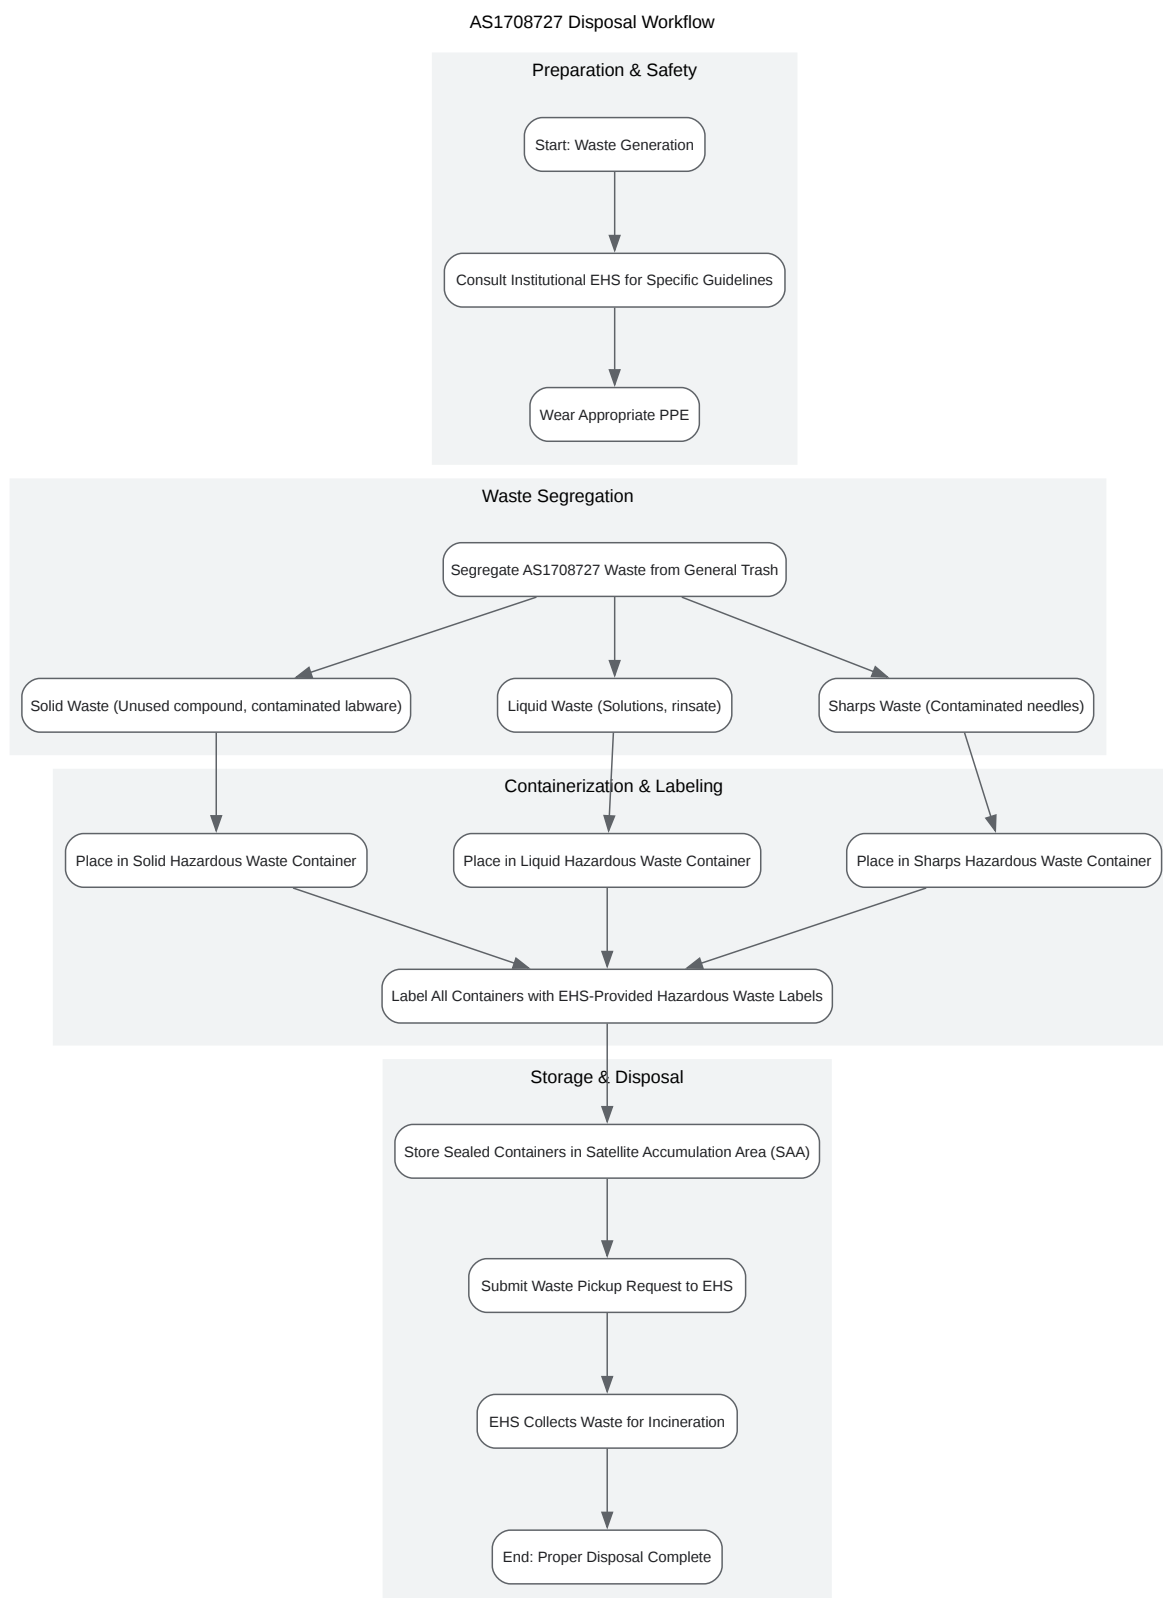 AS1708727 Disposal Workflow
Preparation & Safety
Start: Waste Generation
Consult Institutional EHS for Specific Guidelines
Wear Appropriate PPE
Waste Segregation
Segregate AS1708727 Waste from General Trash
Solid Waste (Unused compound, contaminated labware)
Liquid Waste (Solutions, rinsate)
Sharps Waste (Contaminated needles)
Containerization & Labeling
Place in Solid Hazardous Waste Container
Place in Liquid Hazardous Waste Container
Place in Sharps Hazardous Waste Container
Label All Containers with EHS-Provided Hazardous Waste Labels
Storage & Disposal
Store Sealed Containers in Satellite Accumulation Area (SAA)
Submit Waste Pickup Request to EHS
EHS Collects Waste for Incineration
End: Proper Disposal Complete